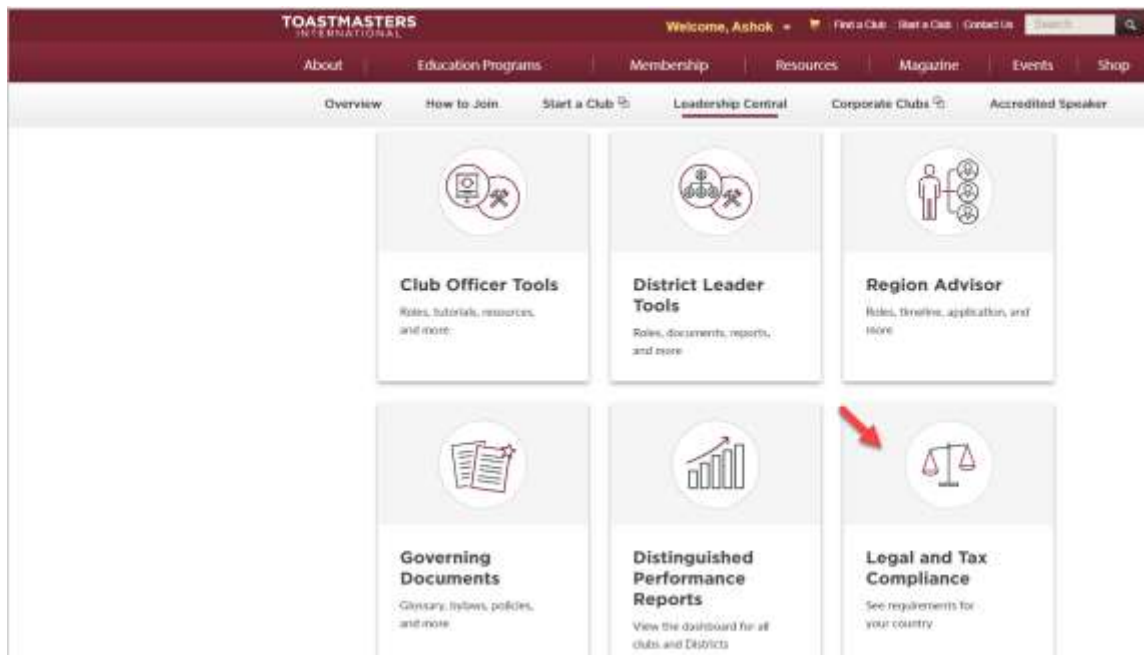 TOASTMASTERS
INTERNATIONAL
Welcome, Ashok
Find a Club Start a Club Contact Us Search
About Education Programs Membership Resources Magazine Events Shop
Overview How to Join Start a Club Leadership Central Corporate Clubs Accredited Speaker
Club Officer Tools
Roles, tutorials, resources,
and more
District Leader
Tools
Roles, documents, reports,
and more
Region Advisor
Roles, timeline, application, and
more
Governing
Documents
Glossary, bylaws, policies,
and more
Distinguished
Performance
Reports
View the dashboard for all
clubs and Districts
Legal and Tax
Compliance
See requirements for
your country